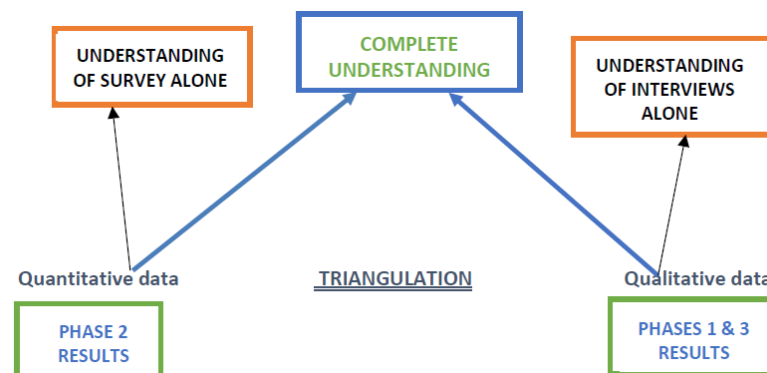 UNDERSTANDING
OF SURVEY ALONE
COMPLETE
UNDERSTANDING
UNDERSTANDING
OF INTERVIEWS
ALONE
Quantitative data
TRIANGULATION
Qualitative data
PHASE 2
RESULTS
PHASES 1 & 3
RESULTS